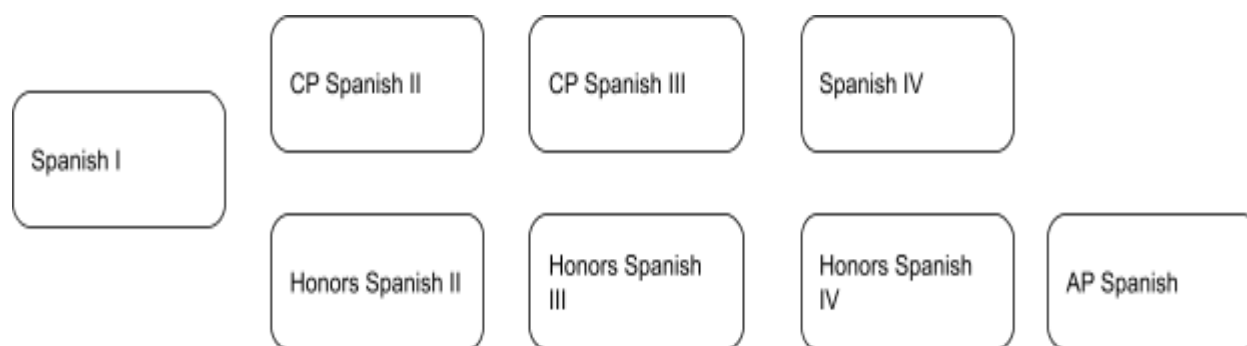 CP Spanish II
CP Spanish III
Spanish IV
Spanish I
Honors Spanish II
Honors Spanish
III
Honors Spanish
IV
AP Spanish